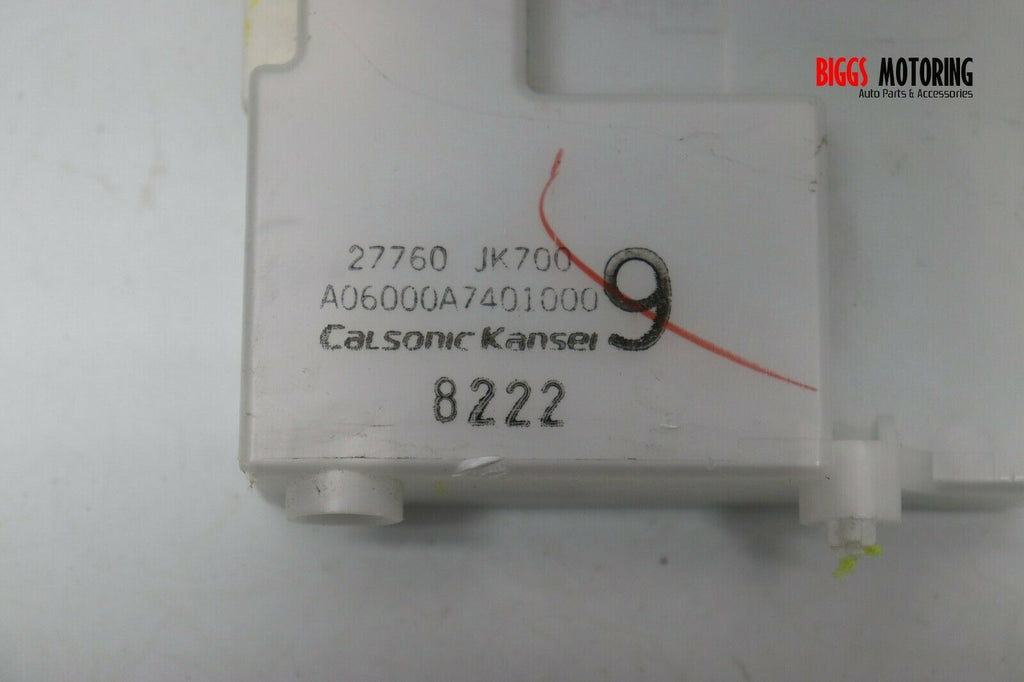 BIGGS MOTORING
Auto Parts & Accessories
27760 JK700
A06000A7401000
Calsonic Kansei
9
8222